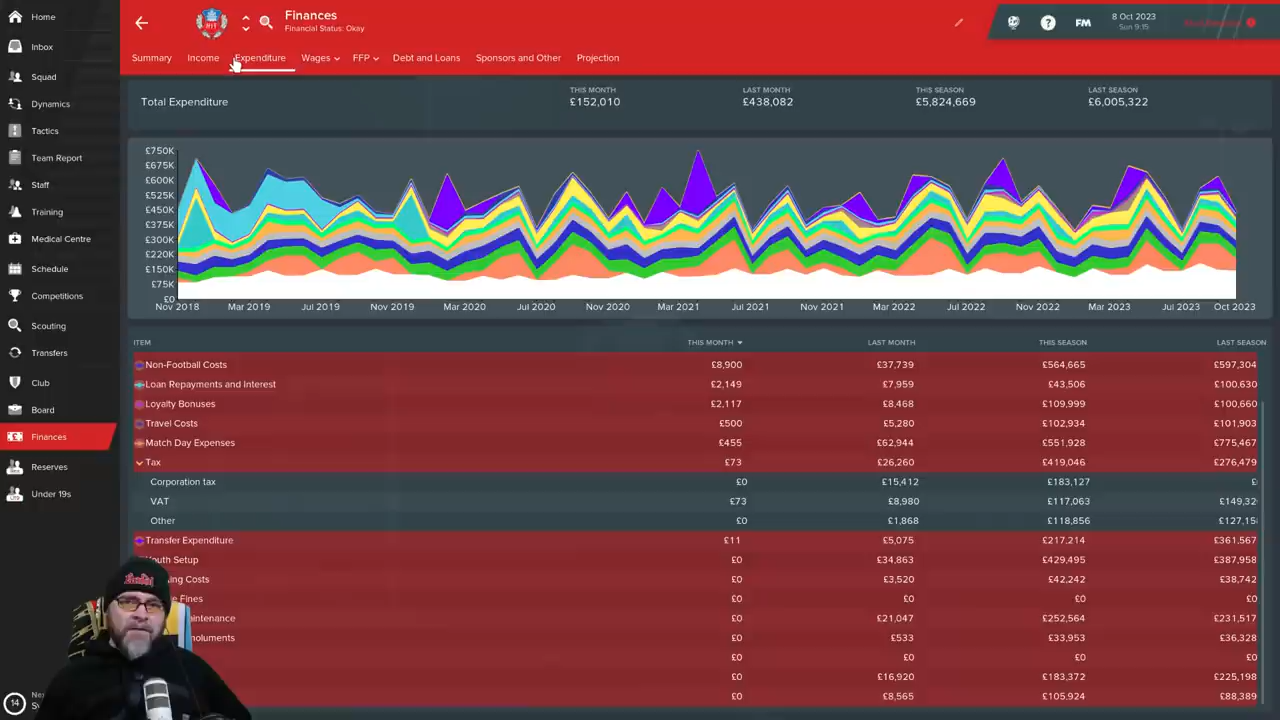 Home
Finances
Financial Status: Okay
8 Oct 2023
Sun 9:15
FM
Inbox
Summary
Income
Expenditure
Wages
FFP
Debt and Loans
Sponsors and Other
Projection
Squad
Dynamics
Tactics
Team Report
Staff
Training
Medical Centre
Schedule
Competitions
Scouting
Transfers
Club
Board
Finances
Reserves
Under 19s
14
Total Expenditure
THIS MONTH
£152,010
LAST MONTH
£438,082
THIS SEASON
£5,824,669
LAST SEASON
£6,005,322
£750K
£675K
£600K
£525K
£450K
£375K
£300K
£220K
£150K
£75K
£0
Nov 2018 Mar 2019 Jul 2019 Nov 2019 Mar 2020 Jul 2020 Nov 2020 Mar 2021 Jul 2021 Nov 2021 Mar 2022 Jul 2022 Nov 2022 Mar 2023 Jul 2023 Oct 2023
ITEM THIS MONTH LAST MONTH THIS SEASON LAST SEASON
Non-Football Costs £8,900 £37,739 £564,665 £597,304
Loan Repayments and Interest £2,149 £7,959 £43,506 £100,630
Loyalty Bonuses £2,117 £8,468 £109,999 £100,660
Travel Costs £500 £5,280 £102,934 £101,903
Match Day Expenses £455 £62,944 £551,928 £775,467
Tax £73 £26,260 £419,046 £276,479
Corporation tax £0 £15,412 £183,127 £
VAT £73 £8,980 £117,063 £149,32
Other £0 £1,868 £118,856 £127,15
Transfer Expenditure £11 £5,075 £217,214 £361,567
Youth Setup £0 £34,863 £429,495 £387,958
Costs £0 £3,520 £42,242 £38,742
Fines £0 £0 £0 £0
£0 £21,047 £252,564 £231,517
£0 £533 £33,953 £36,328
£0 £0 £0 £0
£0 £16,920 £183,372 £225,198
£0 £8,565 £105,924 £88,389